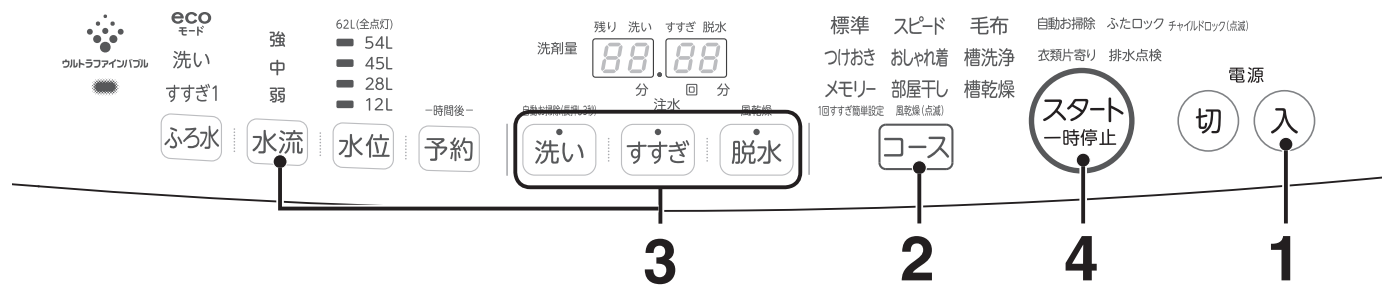 ウルトラファインバブル
eco
モード
洗い
すすぎ1
ふろ水
強
中
弱
水流
62L(全点灯)
54L
45L
28L
12L
水位
−時間後−
予約
洗剤量
残り 洗い すすぎ 脱水
88.88
分 回 分
注水 風乾燥
洗い すすぎ 脱水
標準 スピード 毛布
つけおき おしゃれ着 槽洗浄
メモリー 部屋干し 槽乾燥
1回すすぎ簡単設定 風乾燥(点滅)
コース
自動お掃除 ふたロック チャイルドロック(点滅)
衣類片寄り 排水点検
スタート
一時停止
電源
切 入
3 2 4 1